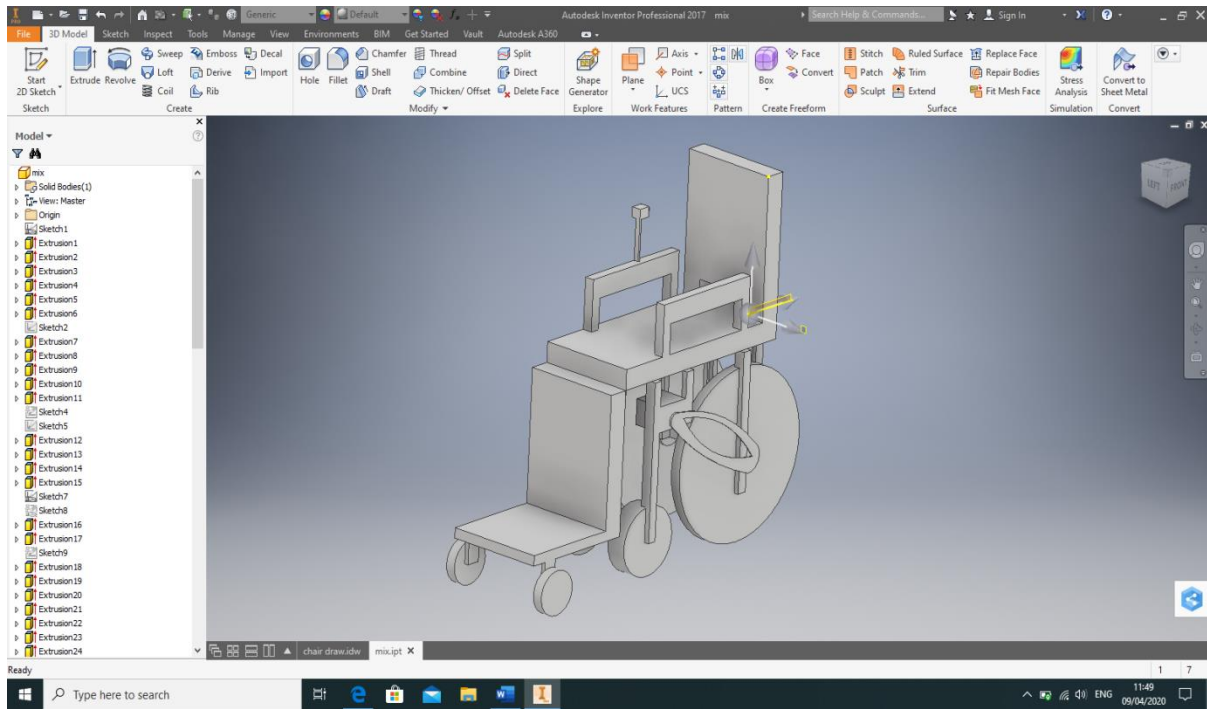 Generic
Default
Autodesk Inventor Professional 2017 mix
Search Help & Commands...
Sign In
File 3D Model Sketch Inspect Tools Manage View Environments BIM Get Started Vault Autodesk A360
Start 2D Sketch
Extrude
Revolve
Sweep
Loft
Coil
Emboss
Derive
Rib
Decal
Import
Hole
Fillet
Chamfer
Shell
Draft
Thread
Combine
Thicken/ Offset
Split
Direct
Delete Face
Shape Generator
Plane
Axis
Point
UCS
Box
Face
Convert
Stitch
Patch
Sculpt
Ruled Surface
Trim
Extend
Replace Face
Repair Bodies
Fit Mesh Face
Stress Analysis
Convert to Sheet Metal
Sketch Create Modify Explore Work Features Pattern Create Freeform Surface Simulation Convert
Model
mix
Solid Bodies(1)
View: Master
Origin
Sketch1
Extrusion1
Extrusion2
Extrusion3
Extrusion4
Extrusion5
Extrusion6
Sketch2
Extrusion7
Extrusion8
Extrusion9
Extrusion10
Extrusion11
Sketch4
Sketch5
Extrusion12
Extrusion13
Extrusion14
Extrusion15
Sketch7
Sketch8
Extrusion16
Extrusion17
Sketch9
Extrusion18
Extrusion19
Extrusion20
Extrusion21
Extrusion22
Extrusion23
Extrusion24
LEFT FRONT
chair draw.idw mix.ipt
Ready
1 7
Type here to search
ENG
11:49
09/04/2020